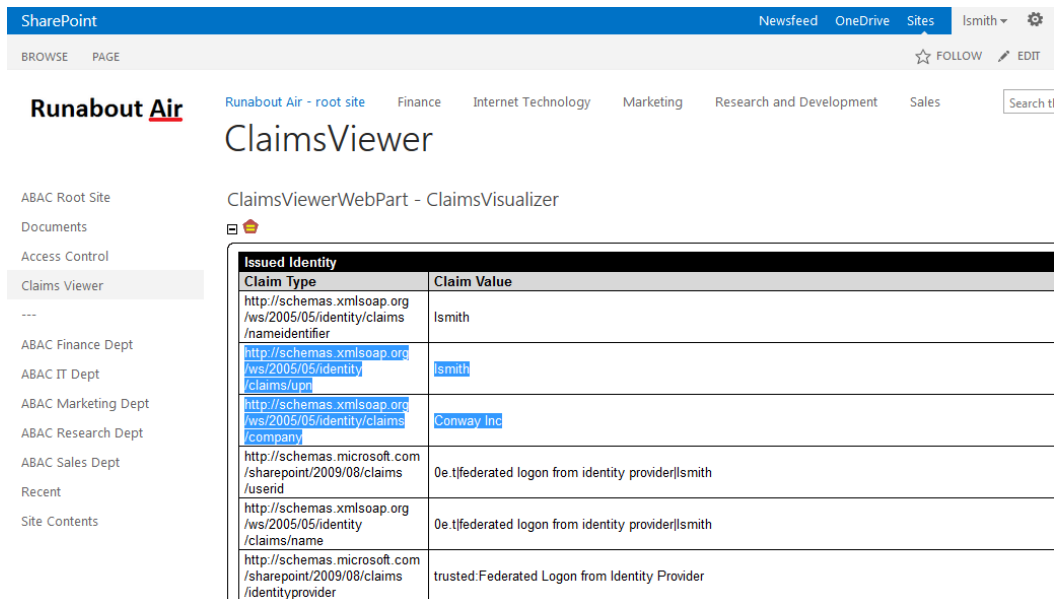 SharePoint
Newsfeed OneDrive Sites lsmith
BROWSE PAGE
FOLLOW EDIT
Runabout Air
Runabout Air - root site Finance Internet Technology Marketing Research and Development Sales
Search th
ClaimsViewer
ABAC Root Site
Documents
Access Control
Claims Viewer
---
ABAC Finance Dept
ABAC IT Dept
ABAC Marketing Dept
ABAC Research Dept
ABAC Sales Dept
Recent
Site Contents
ClaimsViewerWebPart - ClaimsVisualizer
Issued Identity
Claim Type Claim Value
http://schemas.xmlsoap.org
/ws/2005/05/identity/claims
/nameidentifier
lsmith
http://schemas.xmlsoap.org
/ws/2005/05/identity
/claims/upn
lsmith
http://schemas.xmlsoap.org
/ws/2005/05/identity/claims
/company
Conway Inc
http://schemas.microsoft.com
/sharepoint/2009/08/claims
/userid
0e.t|federated logon from identity provider|lsmith
http://schemas.xmlsoap.org
/ws/2005/05/identity
/claims/name
0e.t|federated logon from identity provider|lsmith
http://schemas.microsoft.com
/sharepoint/2009/08/claims
/identityprovider
trusted:Federated Logon from Identity Provider